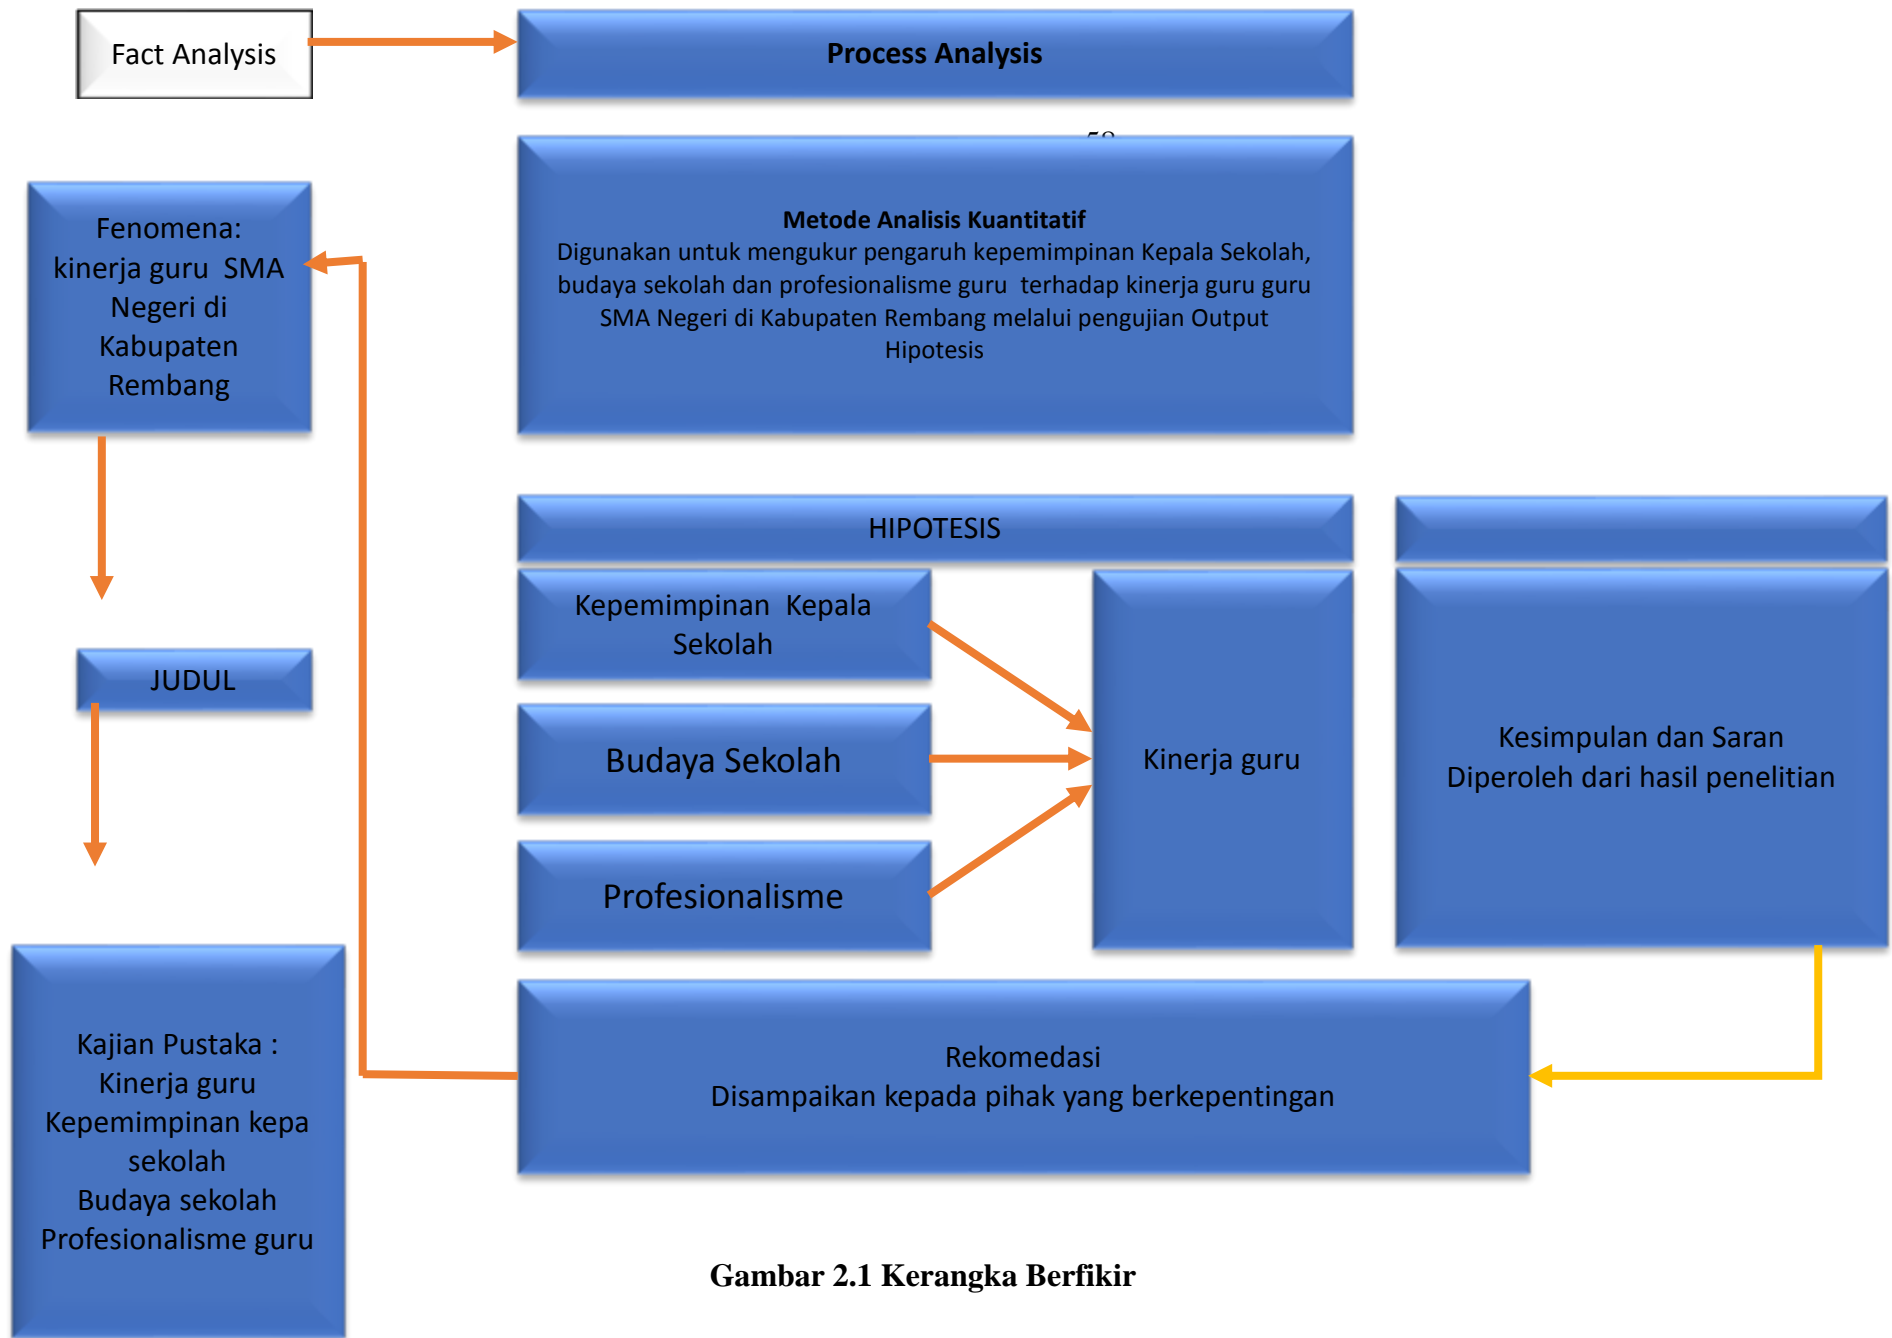 Fact Analysis
Process Analysis
Fenomena:
kinerja guru SMA
Negeri di
Kabupaten
Rembang
Metode Analisis Kuantitatif
Digunakan untuk mengukur pengaruh kepemimpinan Kepala Sekolah,
budaya sekolah dan profesionalisme guru terhadap kinerja guru guru
SMA Negeri di Kabupaten Rembang melalui pengujian Output
Hipotesis
JUDUL
HIPOTESIS
Kepemimpinan Kepala
Sekolah
Budaya Sekolah
Profesionalisme
Kinerja guru
Kesimpulan dan Saran
Diperoleh dari hasil penelitian
Kajian Pustaka :
Kinerja guru
Kepemimpinan kepa
sekolah
Budaya sekolah
Profesionalisme guru
Rekomedasi
Disampaikan kepada pihak yang berkepentingan
Gambar 2.1 Kerangka Berfikir